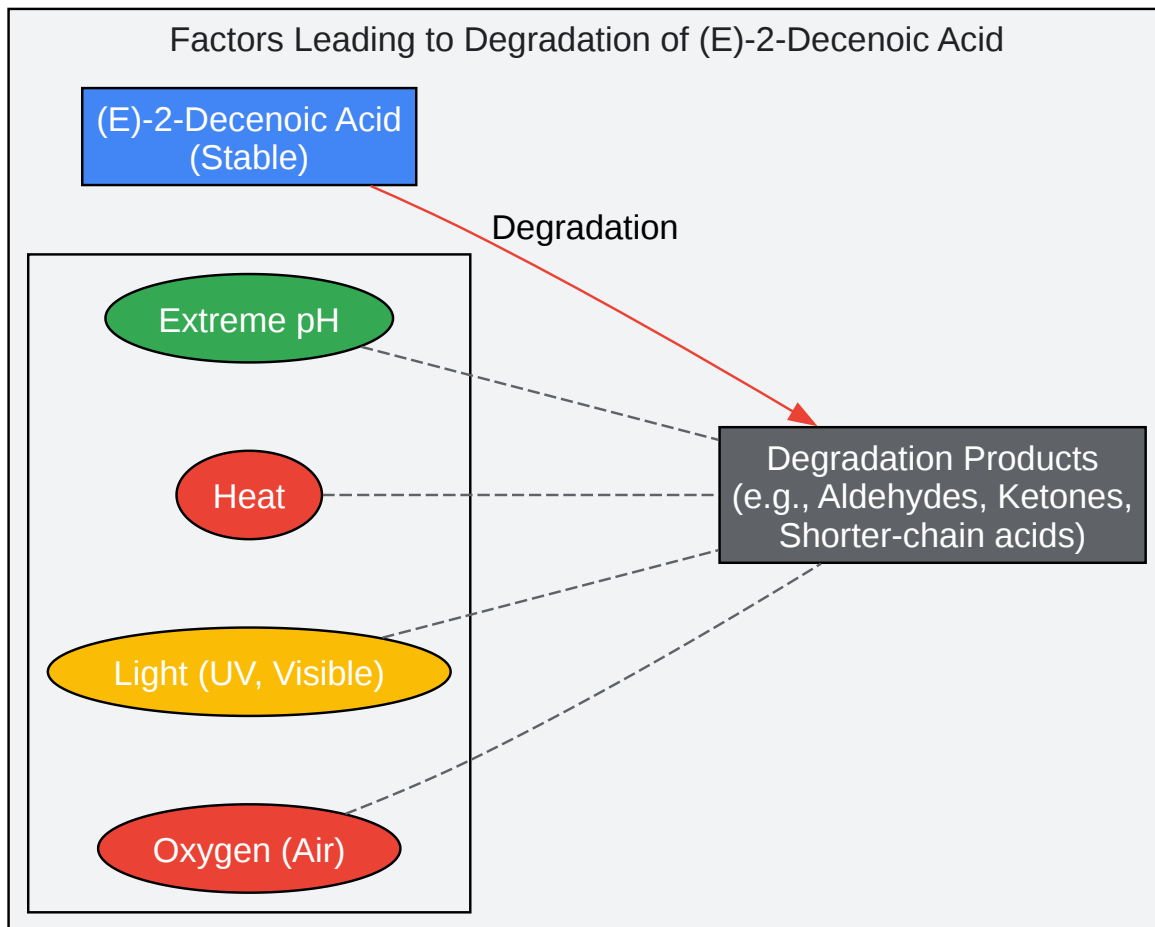 Factors Leading to Degradation of (E)-2-Decenoic Acid
(E)-2-Decenoic Acid
(Stable)
Degradation
Extreme pH
Heat
Light (UV, Visible)
Oxygen (Air)
Degradation Products
(e.g., Aldehydes, Ketones,
Shorter-chain acids)